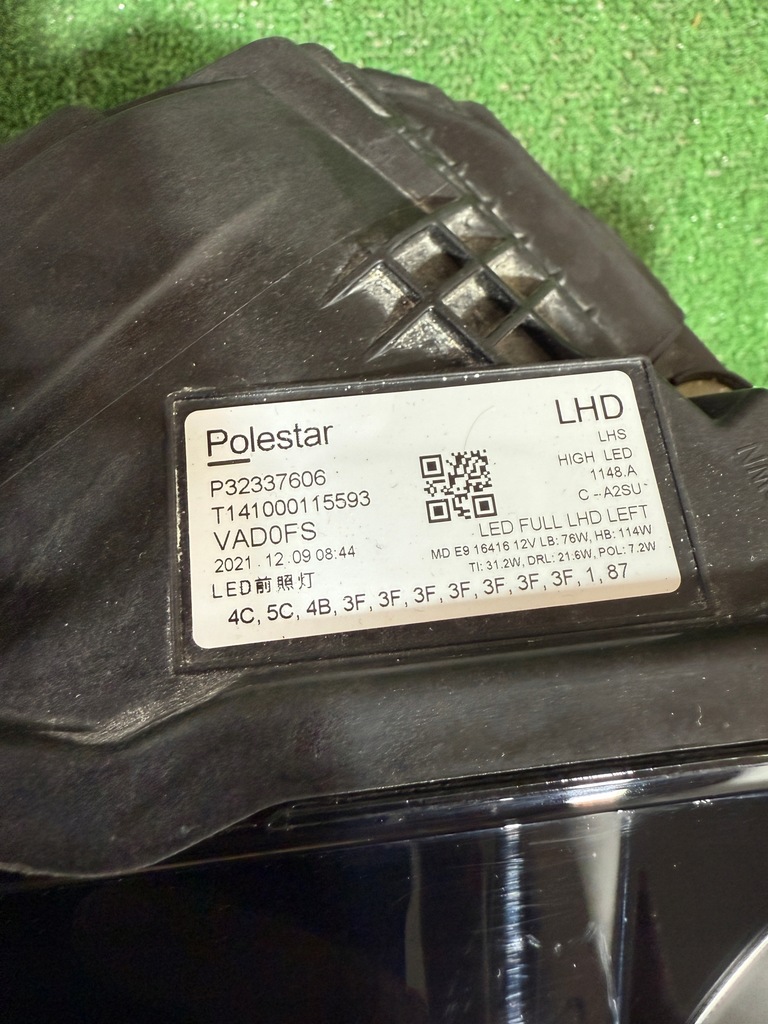 Polestar
P32337606
T141000115593
VAD0FS
2021 . 12 . 09 08:44
LED前照灯
LHD
LHS
HIGH LED
1148.A
C -- A2SU
LED FULL LHD LEFT
MD E9 16416 12V LB: 76W, HB: 114W
TI: 31.2W, DRL: 21.6W, POL: 7.2W
4C, 5C, 4B, 3F, 3F, 3F, 3F, 3F, 3F, 3F, 1, 87